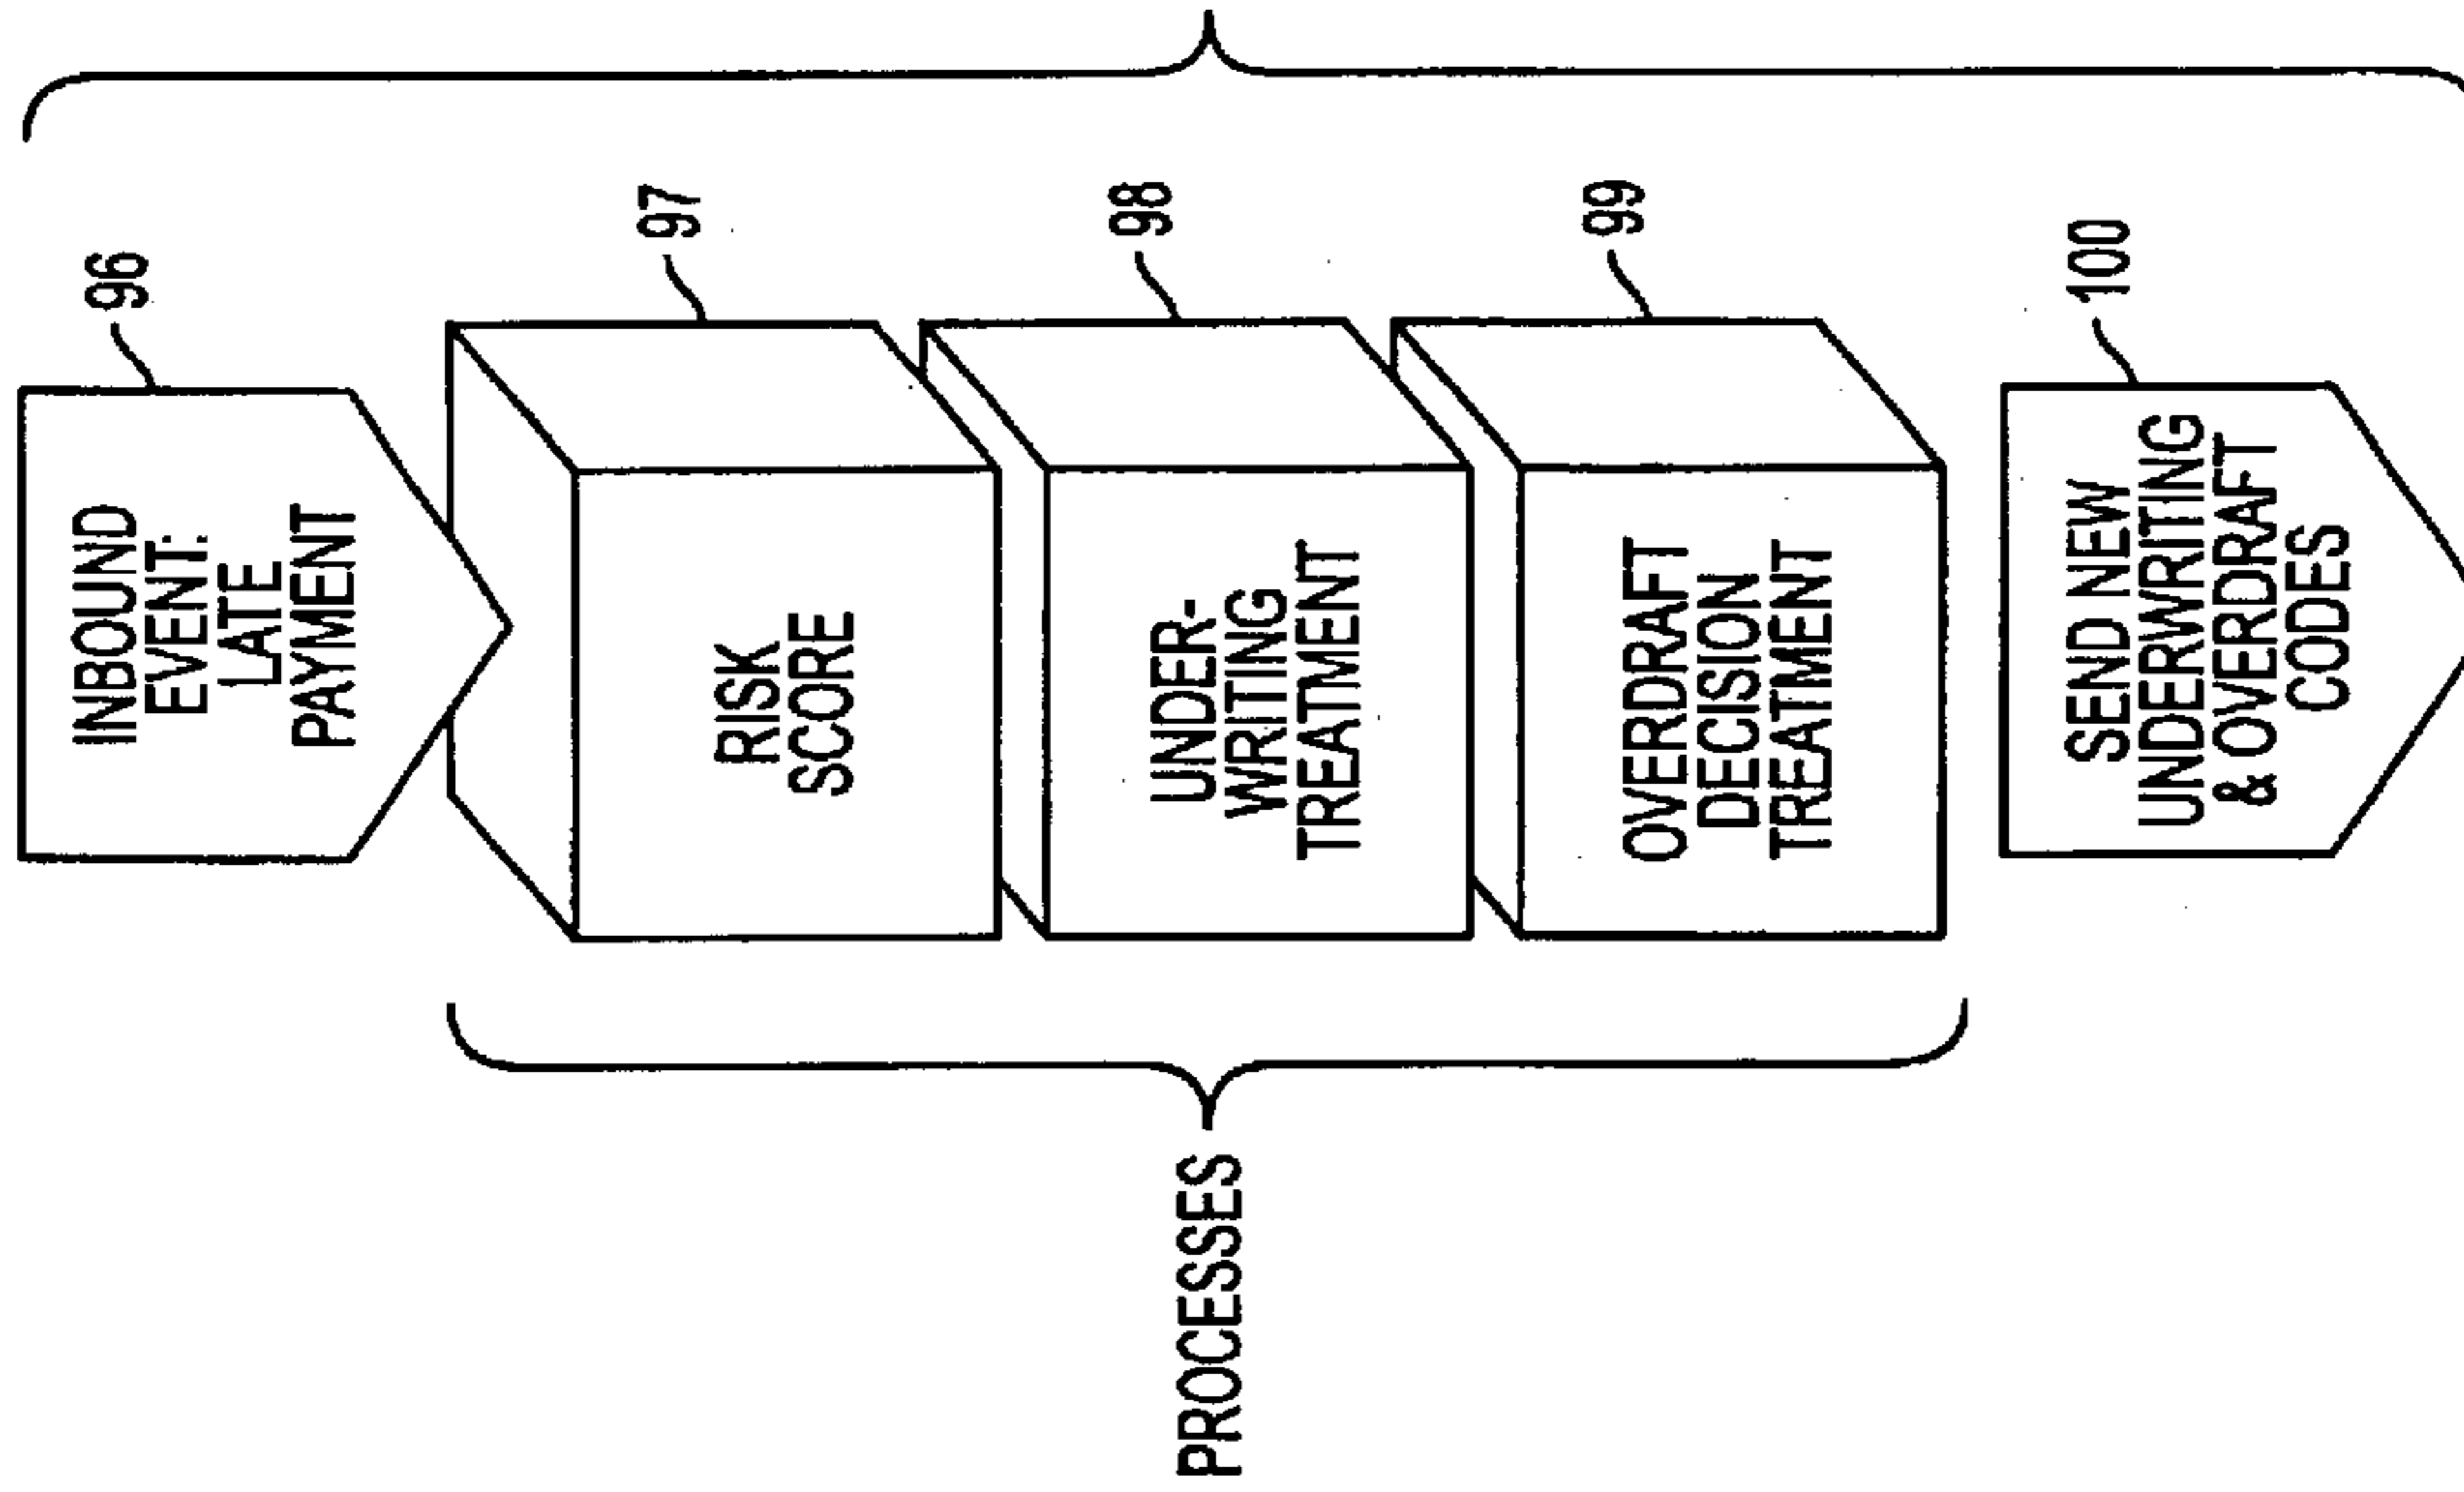 96
INBOUND
EVENT:
LATE
PAYMENT
97
RISK
SCORE
98
UNDER-
WRITING
TREATMENT
99
OVERDRAFT
DECISION
TREATMENT
100
SEND NEW
UNDERWRITING
& OVERDRAFT
CODES
PROCESSES